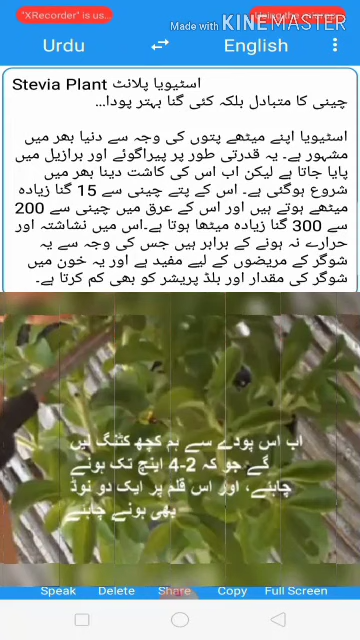 "XRecorder" is us...
Made with KINEMASTER
Urdu
English
Stevia Plant اسٹیویا پلانٹ
چینی کا متبادل بلکہ کئی گنا بہتر پودا...
اسٹیویا اپنے میٹھے پتوں کی وجہ سے دنیا بھر میں
مشہور ہے۔ یہ قدرتی طور پر پیراگوئے اور برازیل میں
پایا جاتا ہے لیکن اب اس کی کاشت دینا بھر میں
شروع ہوگئی ہے۔ اس کے پتے چینی سے 15 گنا زیادہ
میٹھے ہوتے ہیں اور اس کے عرق میں چینی سے 200
سے 300 گنا زیادہ میٹھا ہوتا ہے۔اس میں نشاشتہ اور
حرارے نہ ہونے کے برابر ہیں جس کی وجہ سے یہ
شوگر کے مریضوں کے لیے مفید ہے اور یہ خون میں
شوگر کی مقدار اور بلڈ پریشر کو بھی کم کرتا ہے۔
اب اس پودے سے ہم کچھ کٹنگ لیں
گے جو کہ 2-4 اینچ تک ہونے
چاہئے، اور اس قلم پر ایک دو نوڈ
بھی ہونے چاہئے
Speak
Delete
Share
Copy
Full Screen